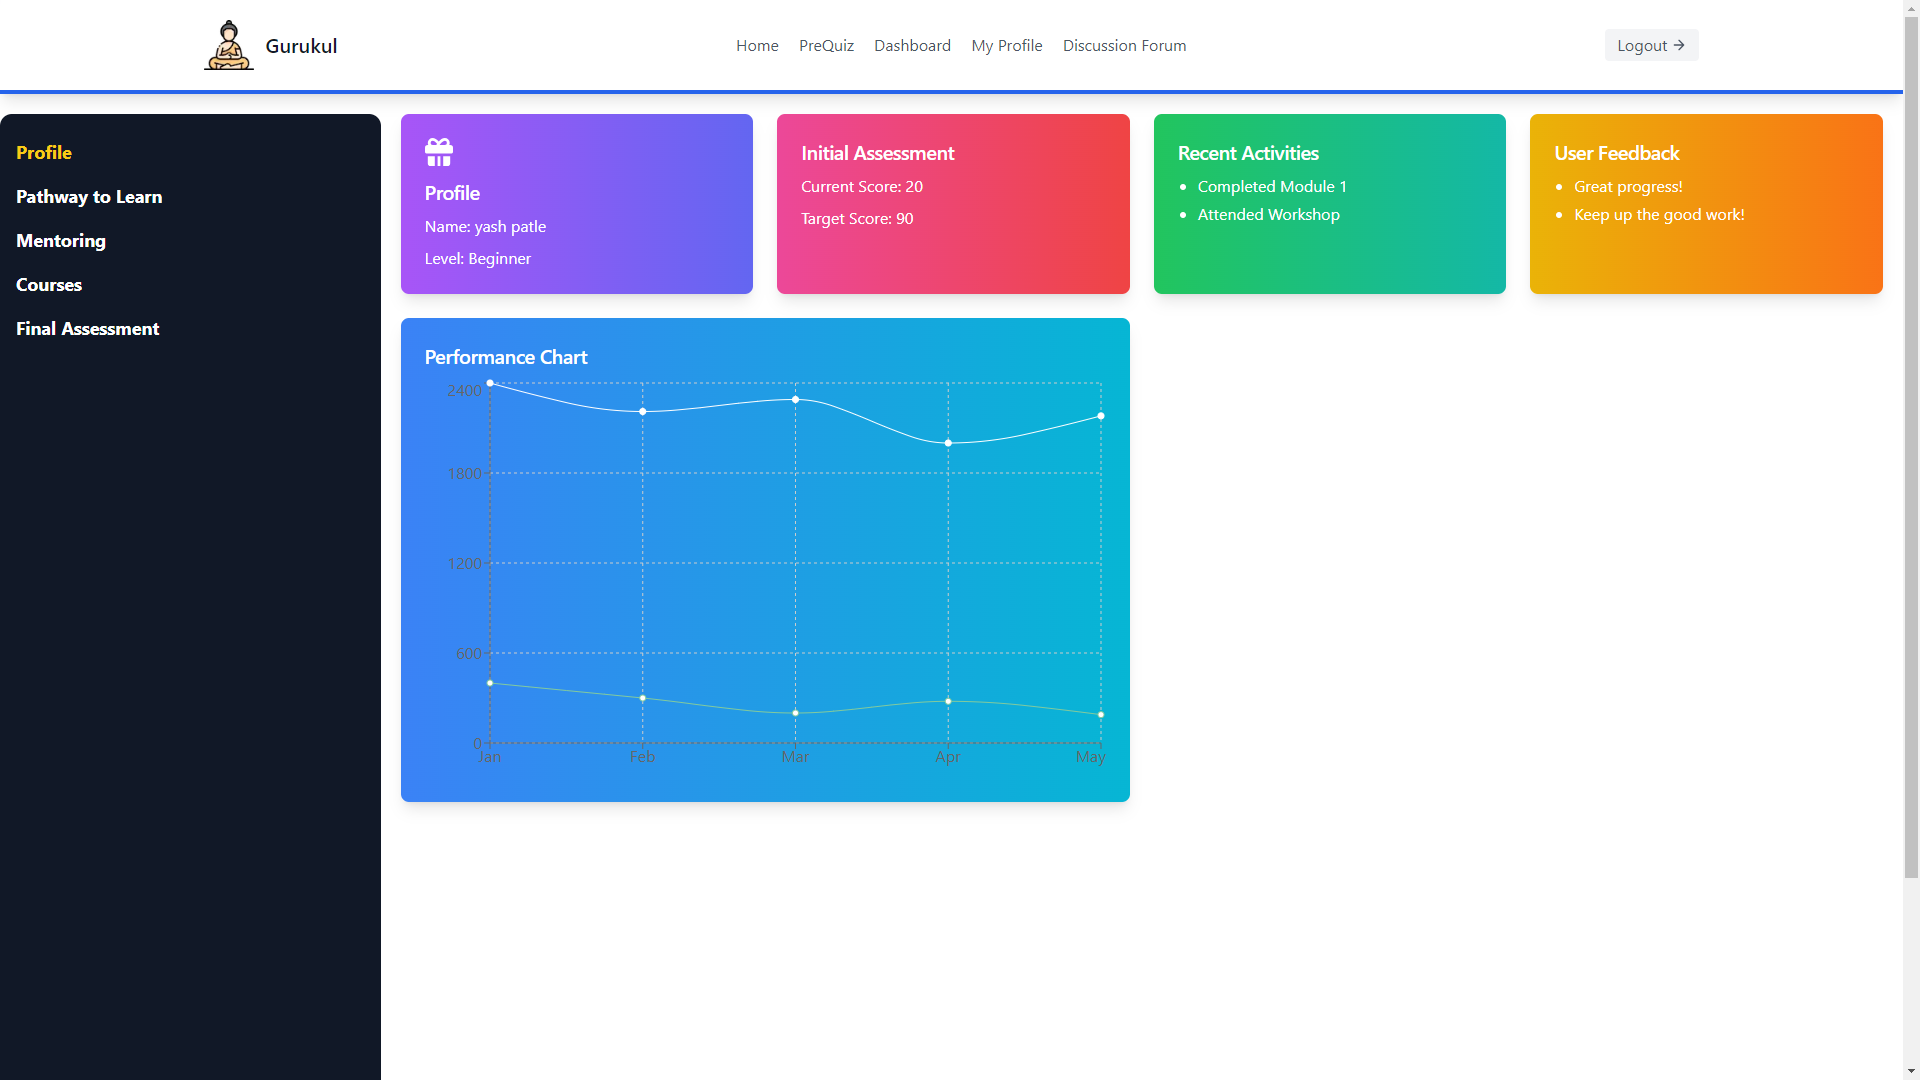 Gurukul
Home
PreQuiz
Dashboard
My Profile
Discussion Forum
Logout →
Profile
Pathway to Learn
Mentoring
Courses
Final Assessment
Profile
Name: yash patle
Level: Beginner
Initial Assessment
Current Score: 20
Target Score: 90
Recent Activities
• Completed Module 1
• Attended Workshop
User Feedback
• Great progress!
• Keep up the good work!
Performance Chart
2400
1800
1200
600
0
Jan
Feb
Mar
Apr
May